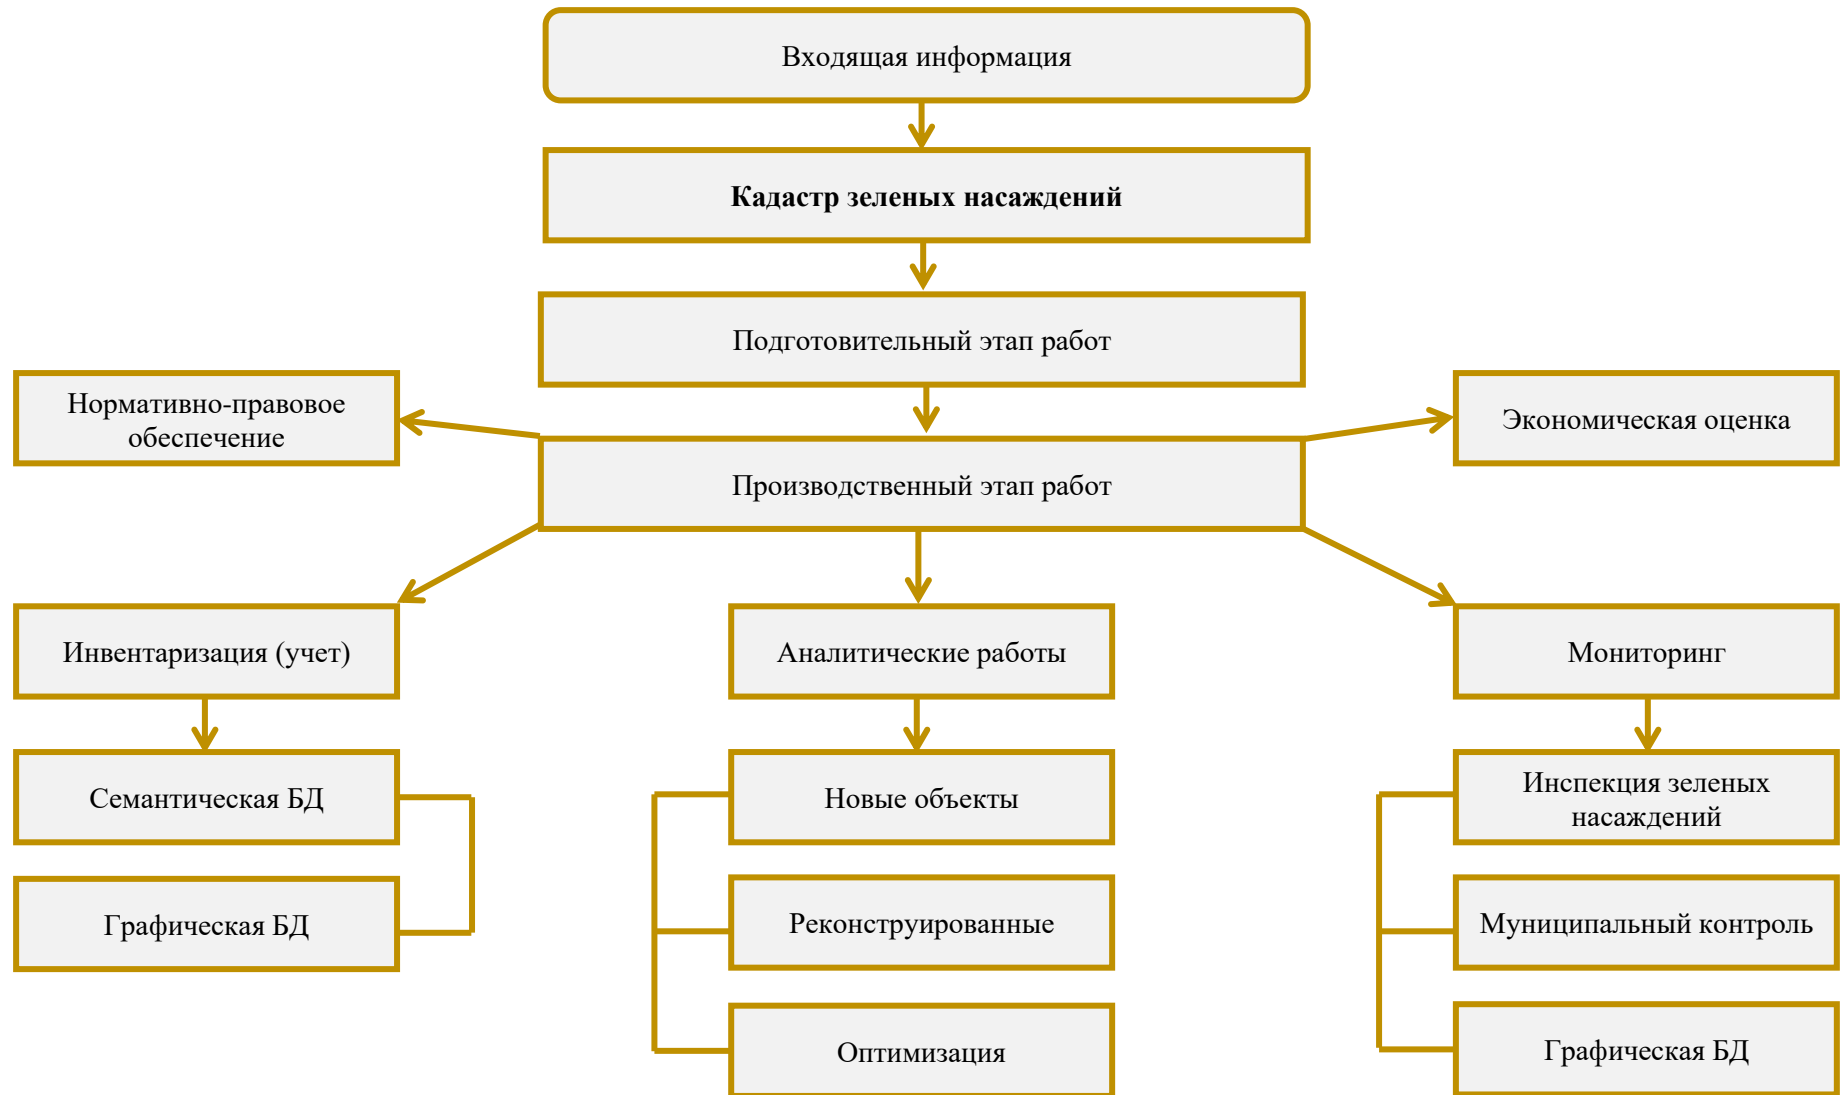 Входящая информация
Кадастр зеленых насаждений
Подготовительный этап работ
Нормативно-правовое
обеспечение
Экономическая оценка
Производственный этап работ
Инвентаризация (учет)
Аналитические работы
Мониторинг
Семантическая БД
Новые объекты
Инспекция зеленых
насаждений
Графическая БД
Реконструированные
Муниципальный контроль
Оптимизация
Графическая БД